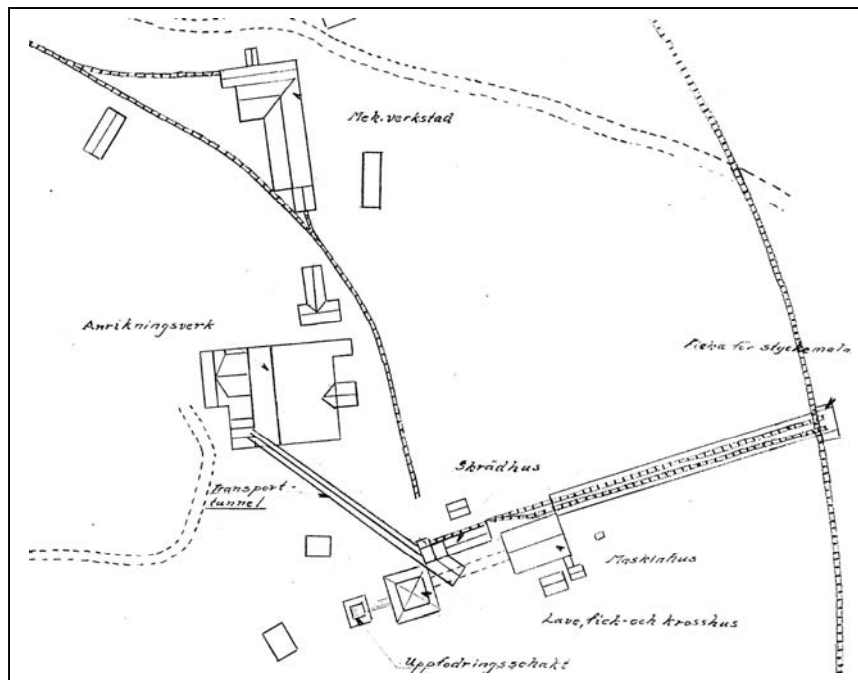 Mek. verkstad
Anrikningsverk
Ficka för styckemalm
Skrädhus
Transport-
tunnel
Maskinhus
Lave, fick- och krosshus
Uppfodringsschakt